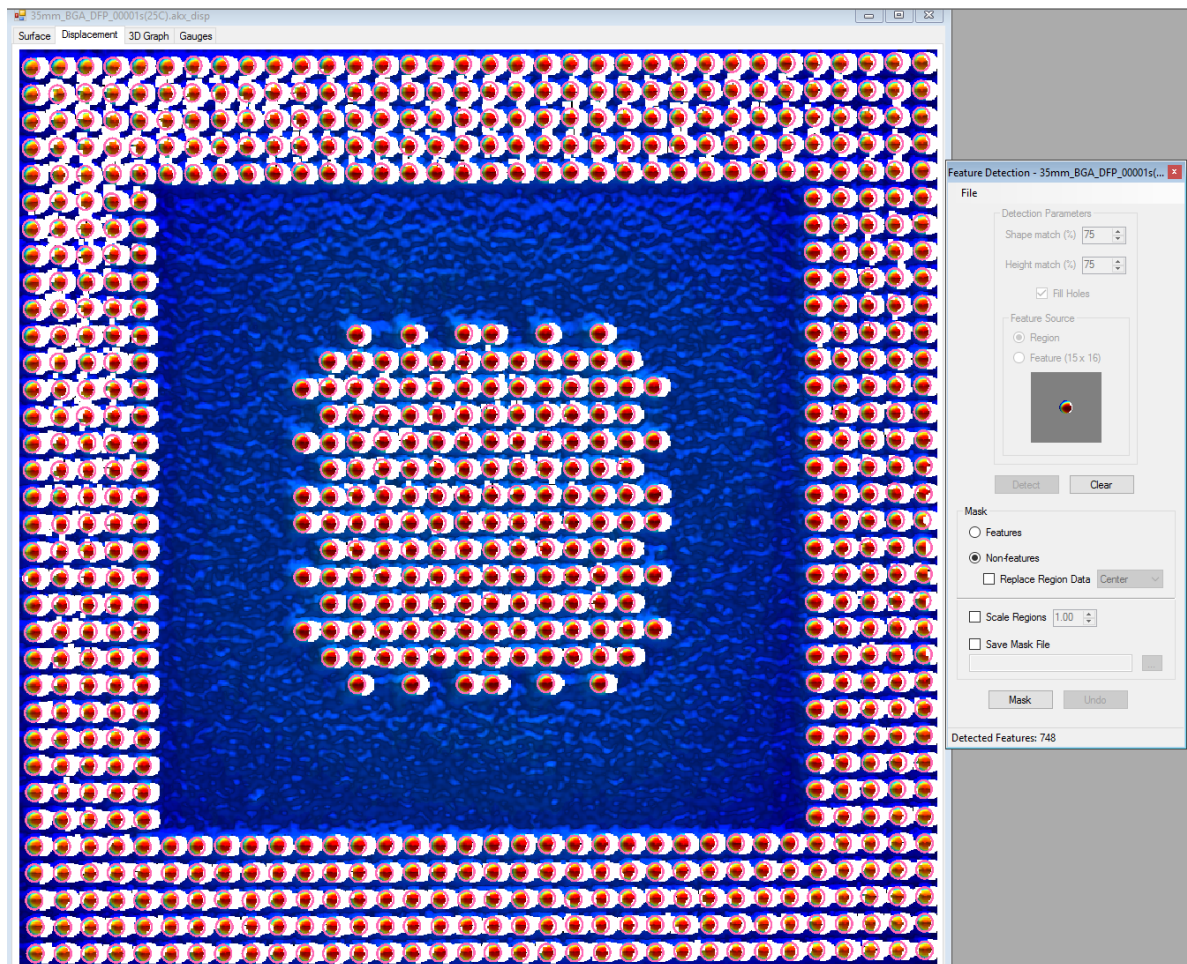 35mm_BGA_DFP_00001s(25C).akx_disp
Surface Displacement 3D Graph Gauges
Feature Detection - 35mm_BGA_DFP_00001s(...
File
Detection Parameters
Shape match (%) 75
Height match (%) 75
Fill Holes
Feature Source
Region
Feature (15 x 16)
Detect Clear
Mask
Features
Non-features
Replace Region Data Center
Scale Regions 1.00
Save Mask File
...
Mask Undo
Detected Features: 748